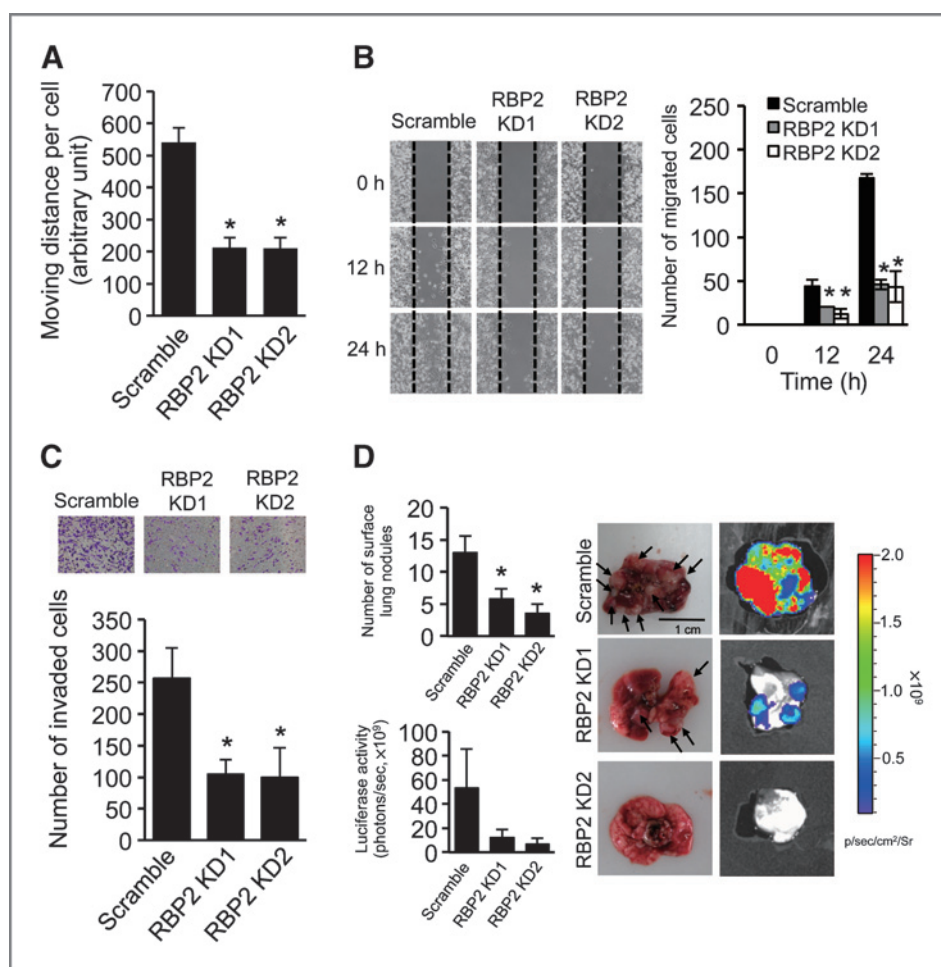 A
Moving distance per cell
(arbitrary unit)
700
600
500
400
300
200
100
0
*
*
Scramble
RBP2 KD1
RBP2 KD2
B
Scramble
RBP2
KD1
RBP2
KD2
0 h
12 h
24 h
Number of migrated cells
250
200
150
100
50
0
Scramble
RBP2 KD1
RBP2 KD2
* *
* *
0 12 24
Time (h)
C
Scramble
RBP2
KD1
RBP2
KD2
Number of invaded cells
350
300
250
200
150
100
50
0
*
*
Scramble
RBP2 KD1
RBP2 KD2
D
Number of surface
lung nodules
20
15
10
5
0
*
*
Scramble
RBP2 KD1
RBP2 KD2
Luciferase activity
(photons/sec, ×10⁹)
100
80
60
40
20
0
Scramble
RBP2 KD1
RBP2 KD2
Scramble
1 cm
RBP2 KD1
RBP2 KD2
2.0
1.5
1.0
0.5
×10⁹
p/sec/cm²/Sr